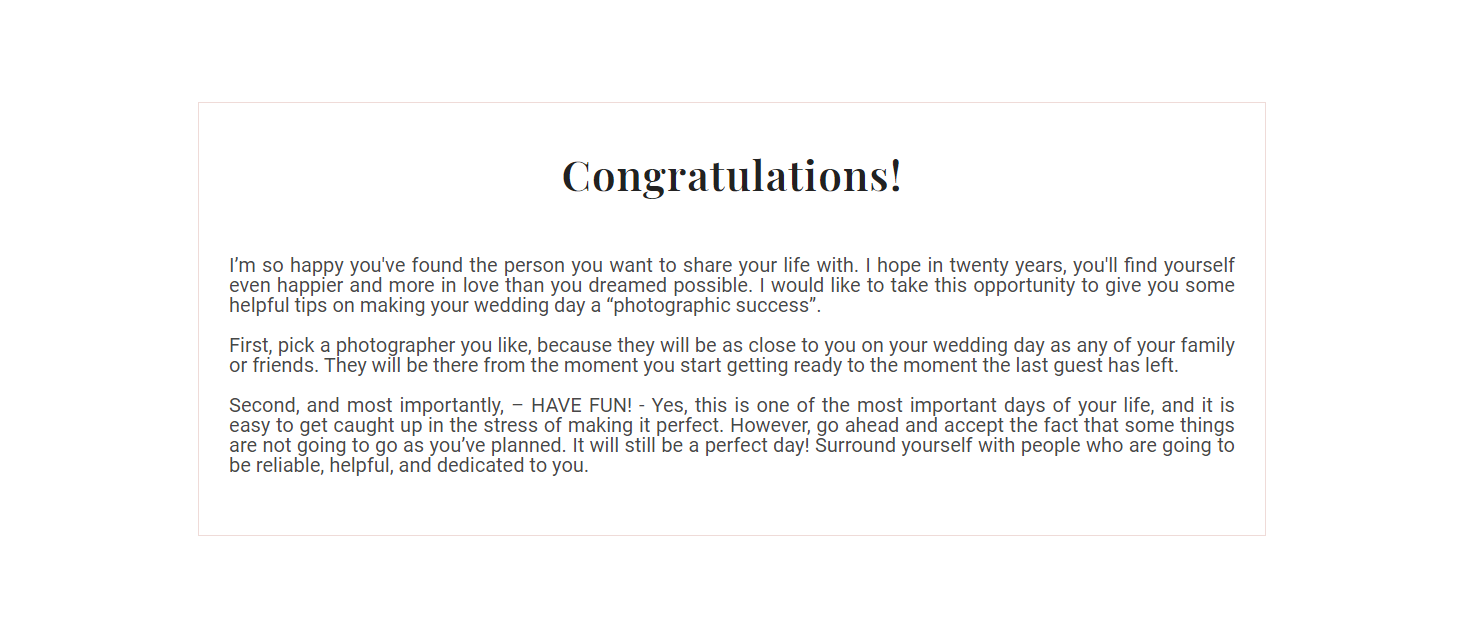 Congratulations!
I’m so happy you've found the person you want to share your life with. I hope in twenty years, you'll find yourself
even happier and more in love than you dreamed possible. I would like to take this opportunity to give you some
helpful tips on making your wedding day a “photographic success”.
First, pick a photographer you like, because they will be as close to you on your wedding day as any of your family
or friends. They will be there from the moment you start getting ready to the moment the last guest has left.
Second, and most importantly, – HAVE FUN! - Yes, this is one of the most important days of your life, and it is
easy to get caught up in the stress of making it perfect. However, go ahead and accept the fact that some things
are not going to go as you’ve planned. It will still be a perfect day! Surround yourself with people who are going to
be reliable, helpful, and dedicated to you.